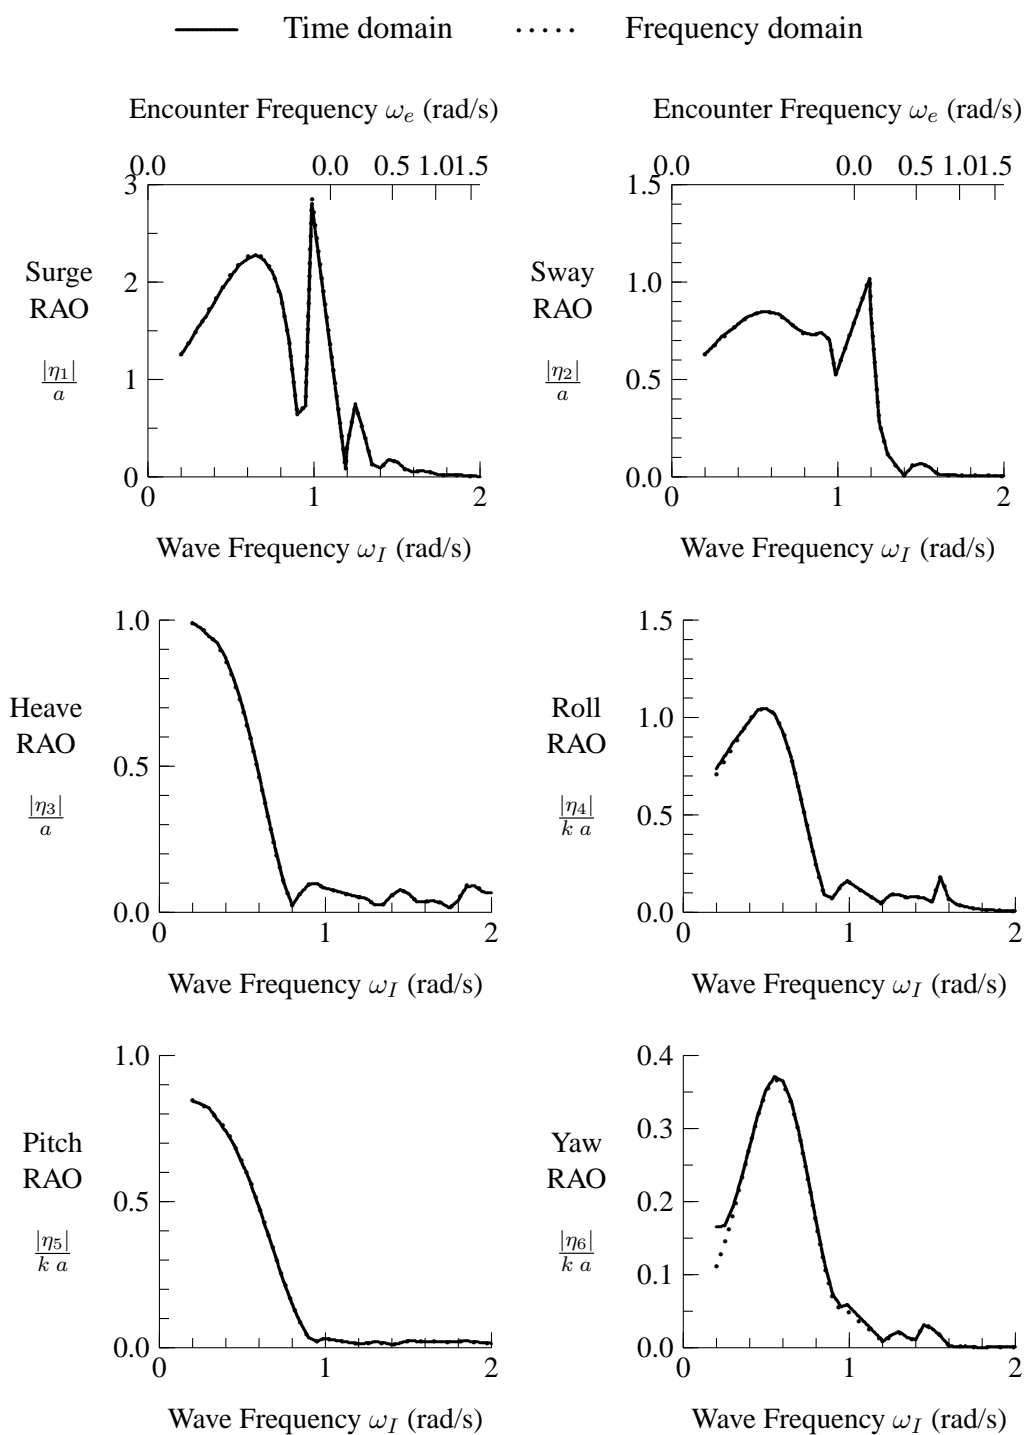 Time domain Frequency domain
Encounter Frequency ωe (rad/s)
0.0 0.0 0.5 1.01.5
3
2
1
0
Surge
RAO
|η1|
a
0 1 2
Wave Frequency ωI (rad/s)
Encounter Frequency ωe (rad/s)
0.0 0.0 0.5 1.01.5
1.5
1.0
0.5
0.0
Sway
RAO
|η2|
a
0 1 2
Wave Frequency ωI (rad/s)
1.0
0.5
0.0
Heave
RAO
|η3|
a
0 1 2
Wave Frequency ωI (rad/s)
1.5
1.0
0.5
0.0
Roll
RAO
|η4|
k a
0 1 2
Wave Frequency ωI (rad/s)
1.0
0.5
0.0
Pitch
RAO
|η5|
k a
0 1 2
Wave Frequency ωI (rad/s)
0.4
0.3
0.2
0.1
0.0
Yaw
RAO
|η6|
k a
0 1 2
Wave Frequency ωI (rad/s)